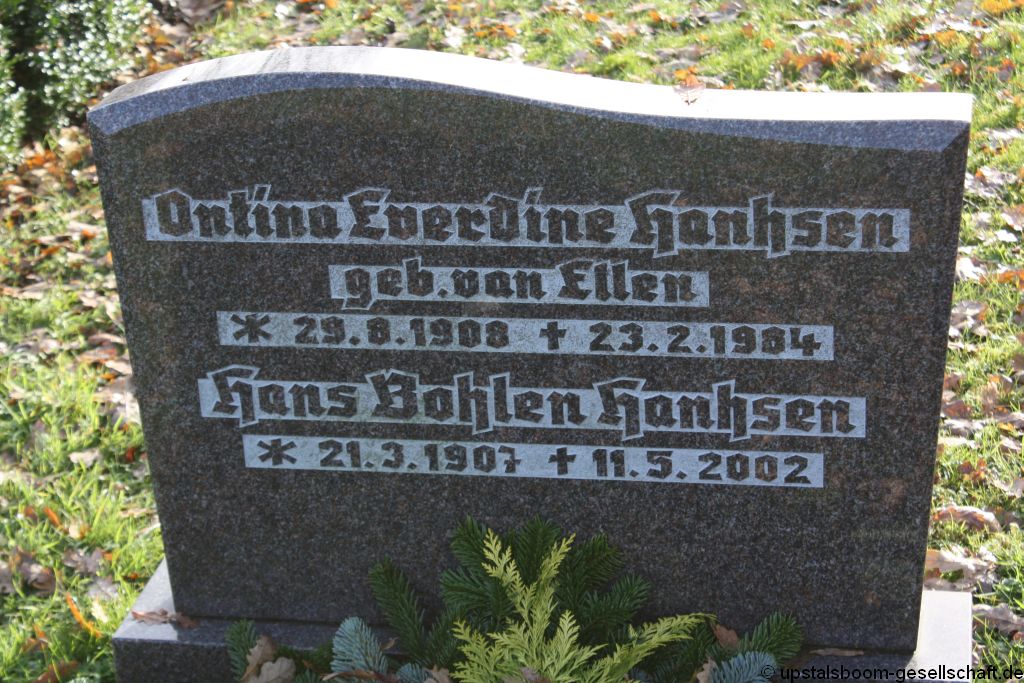 Ontina Everdine Hanhsen
geb. van Ellen
* 29.8.1908 † 23.2.1984
Hans Bohlen Hanhsen
* 21.3.1907 † 11.5.2002
© upstalsboom-gesellschaft.de